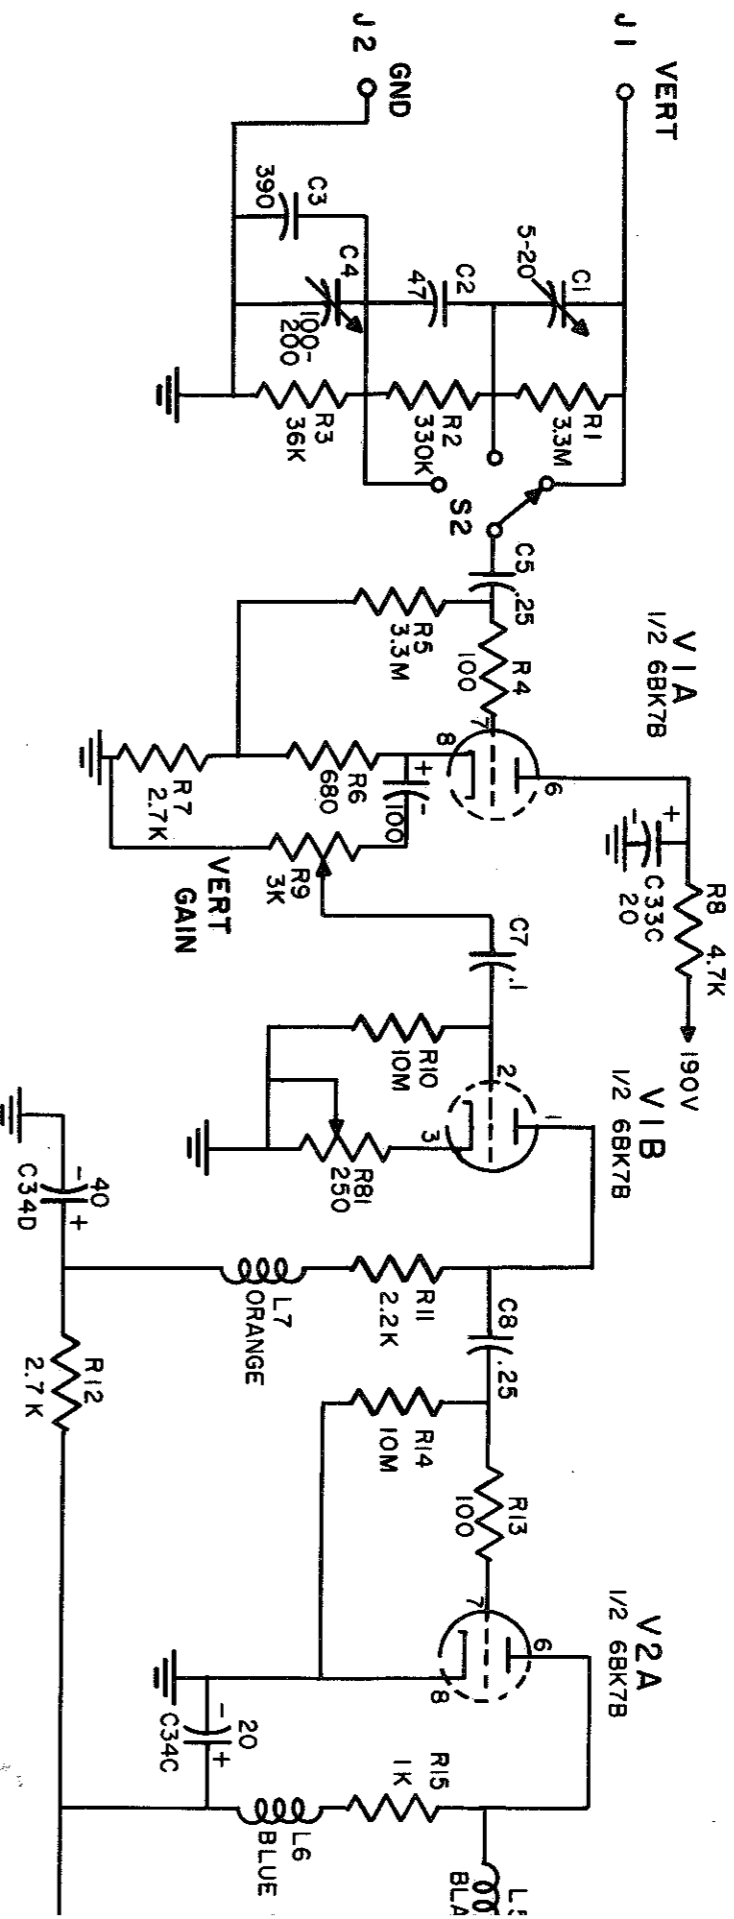 J1
VERT
J2
GND
C1
5-20
C2
47
C3
390
C4
100-
200
R1
3.3M
R2
330K
R3
36K
S2
C5
.25
R4
100
R5
3.3M
V1A
1/2 6BK7B
7
8
6
R6
680
R7
2.7K
+
-
100
R9
3K
VERT
GAIN
+
-
C33C
20
R8
4.7K
190V
C7
.1
R10
10M
V1B
1/2 6BK7B
1
2
3
R81
250
R11
2.2K
L7
ORANGE
-
40
+
C34D
R12
2.7K
C8
.25
R14
10M
R13
100
V2A
1/2 6BK7B
7
6
8
-
20
+
C34C
R15
1K
L6
BLUE
L5
BLA